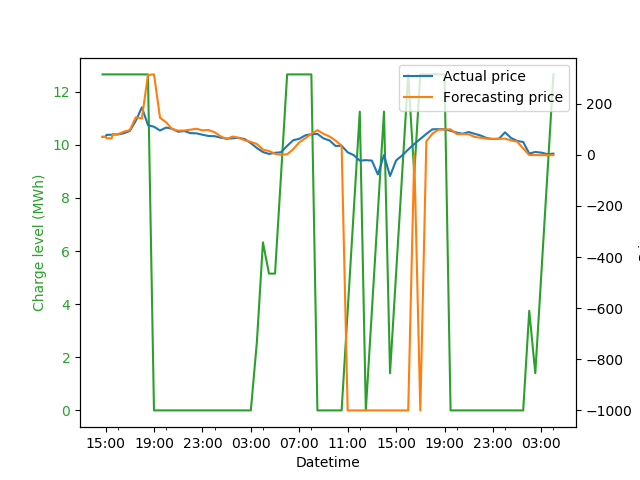 Actual price
Forecasting price
12
10
8
6
4
2
0
Charge level (MWh)
200
0
−200
−400
−600
−800
−1000
15:00 19:00 23:00 03:00 07:00 11:00 15:00 19:00 23:00 03:00
Datetime